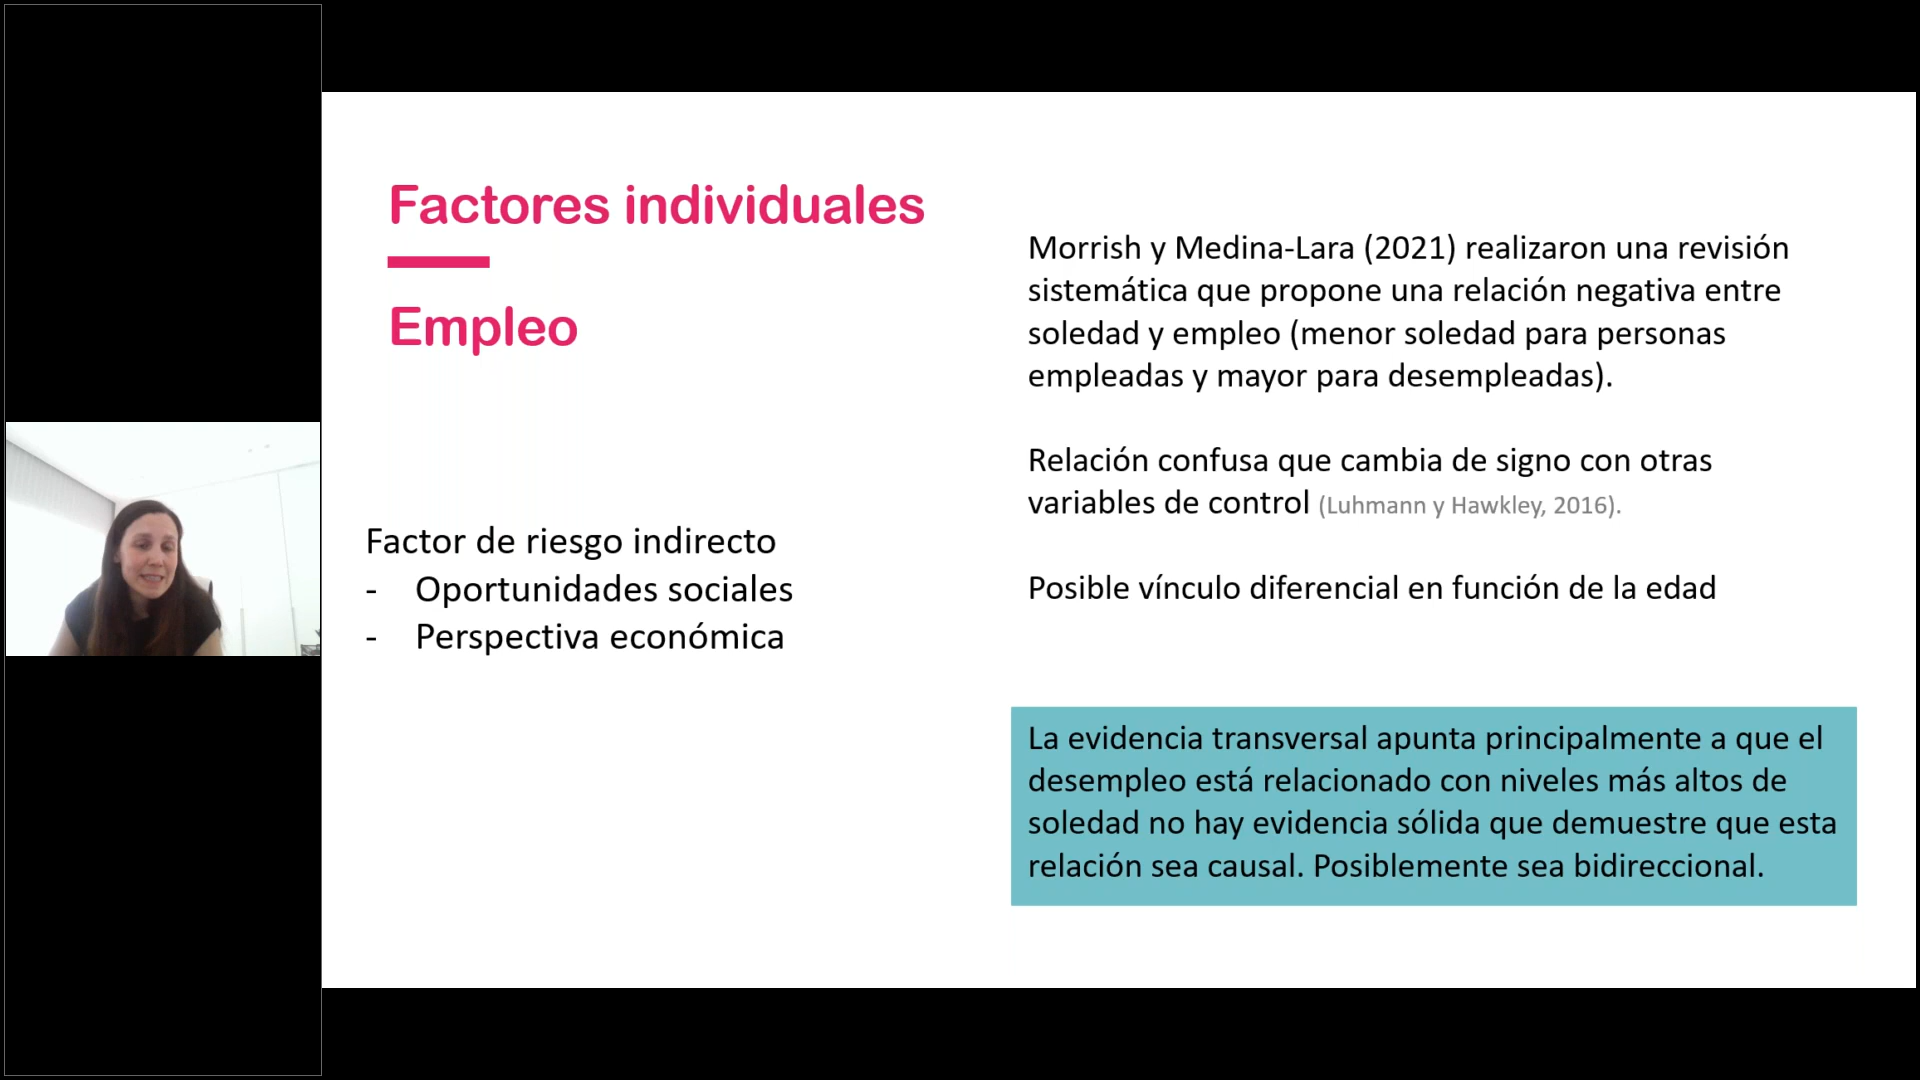 Factores individuales
Empleo
Factor de riesgo indirecto
- Oportunidades sociales
- Perspectiva económica
Morrish y Medina-Lara (2021) realizaron una revisión
sistemática que propone una relación negativa entre
soledad y empleo (menor soledad para personas
empleadas y mayor para desempleadas).
Relación confusa que cambia de signo con otras
variables de control (Luhmann y Hawkley, 2016).
Posible vínculo diferencial en función de la edad
La evidencia transversal apunta principalmente a que el
desempleo está relacionado con niveles más altos de
soledad no hay evidencia sólida que demuestre que esta
relación sea causal. Posiblemente sea bidireccional.